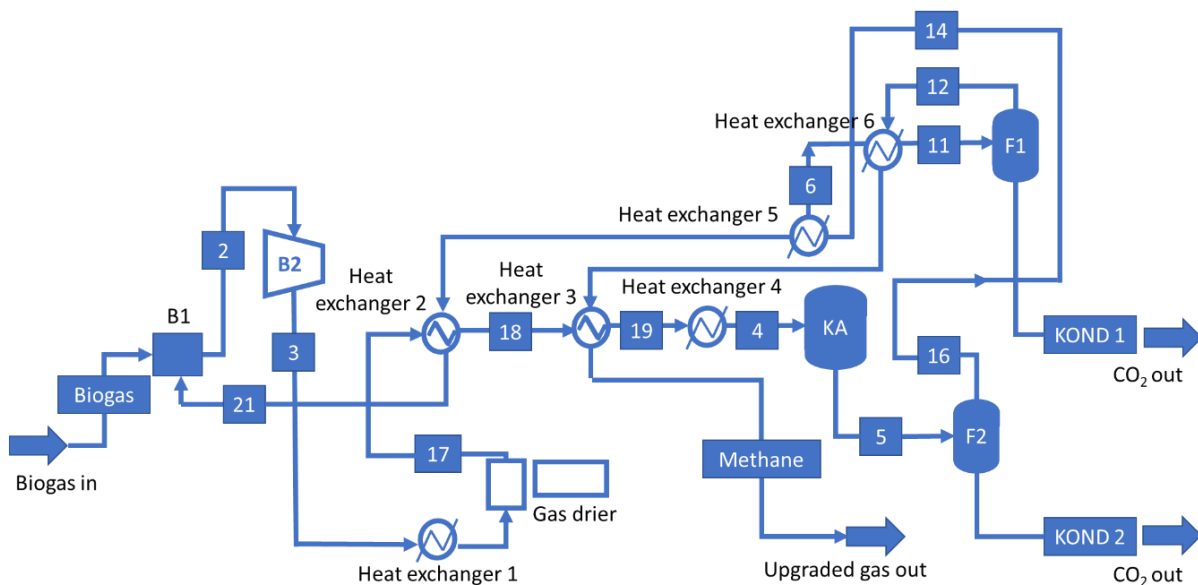 14
12
Heat exchanger 6
11
F1
6
2
Heat exchanger 5
B2
Heat
exchanger 2
Heat
exchanger 3
Heat exchanger 4
B1
3
18
19
4
KA
KOND 1
16
CO₂ out
Biogas
21
5
F2
17
Methane
Biogas in
Gas drier
KOND 2
Heat exchanger 1
Upgraded gas out
CO₂ out